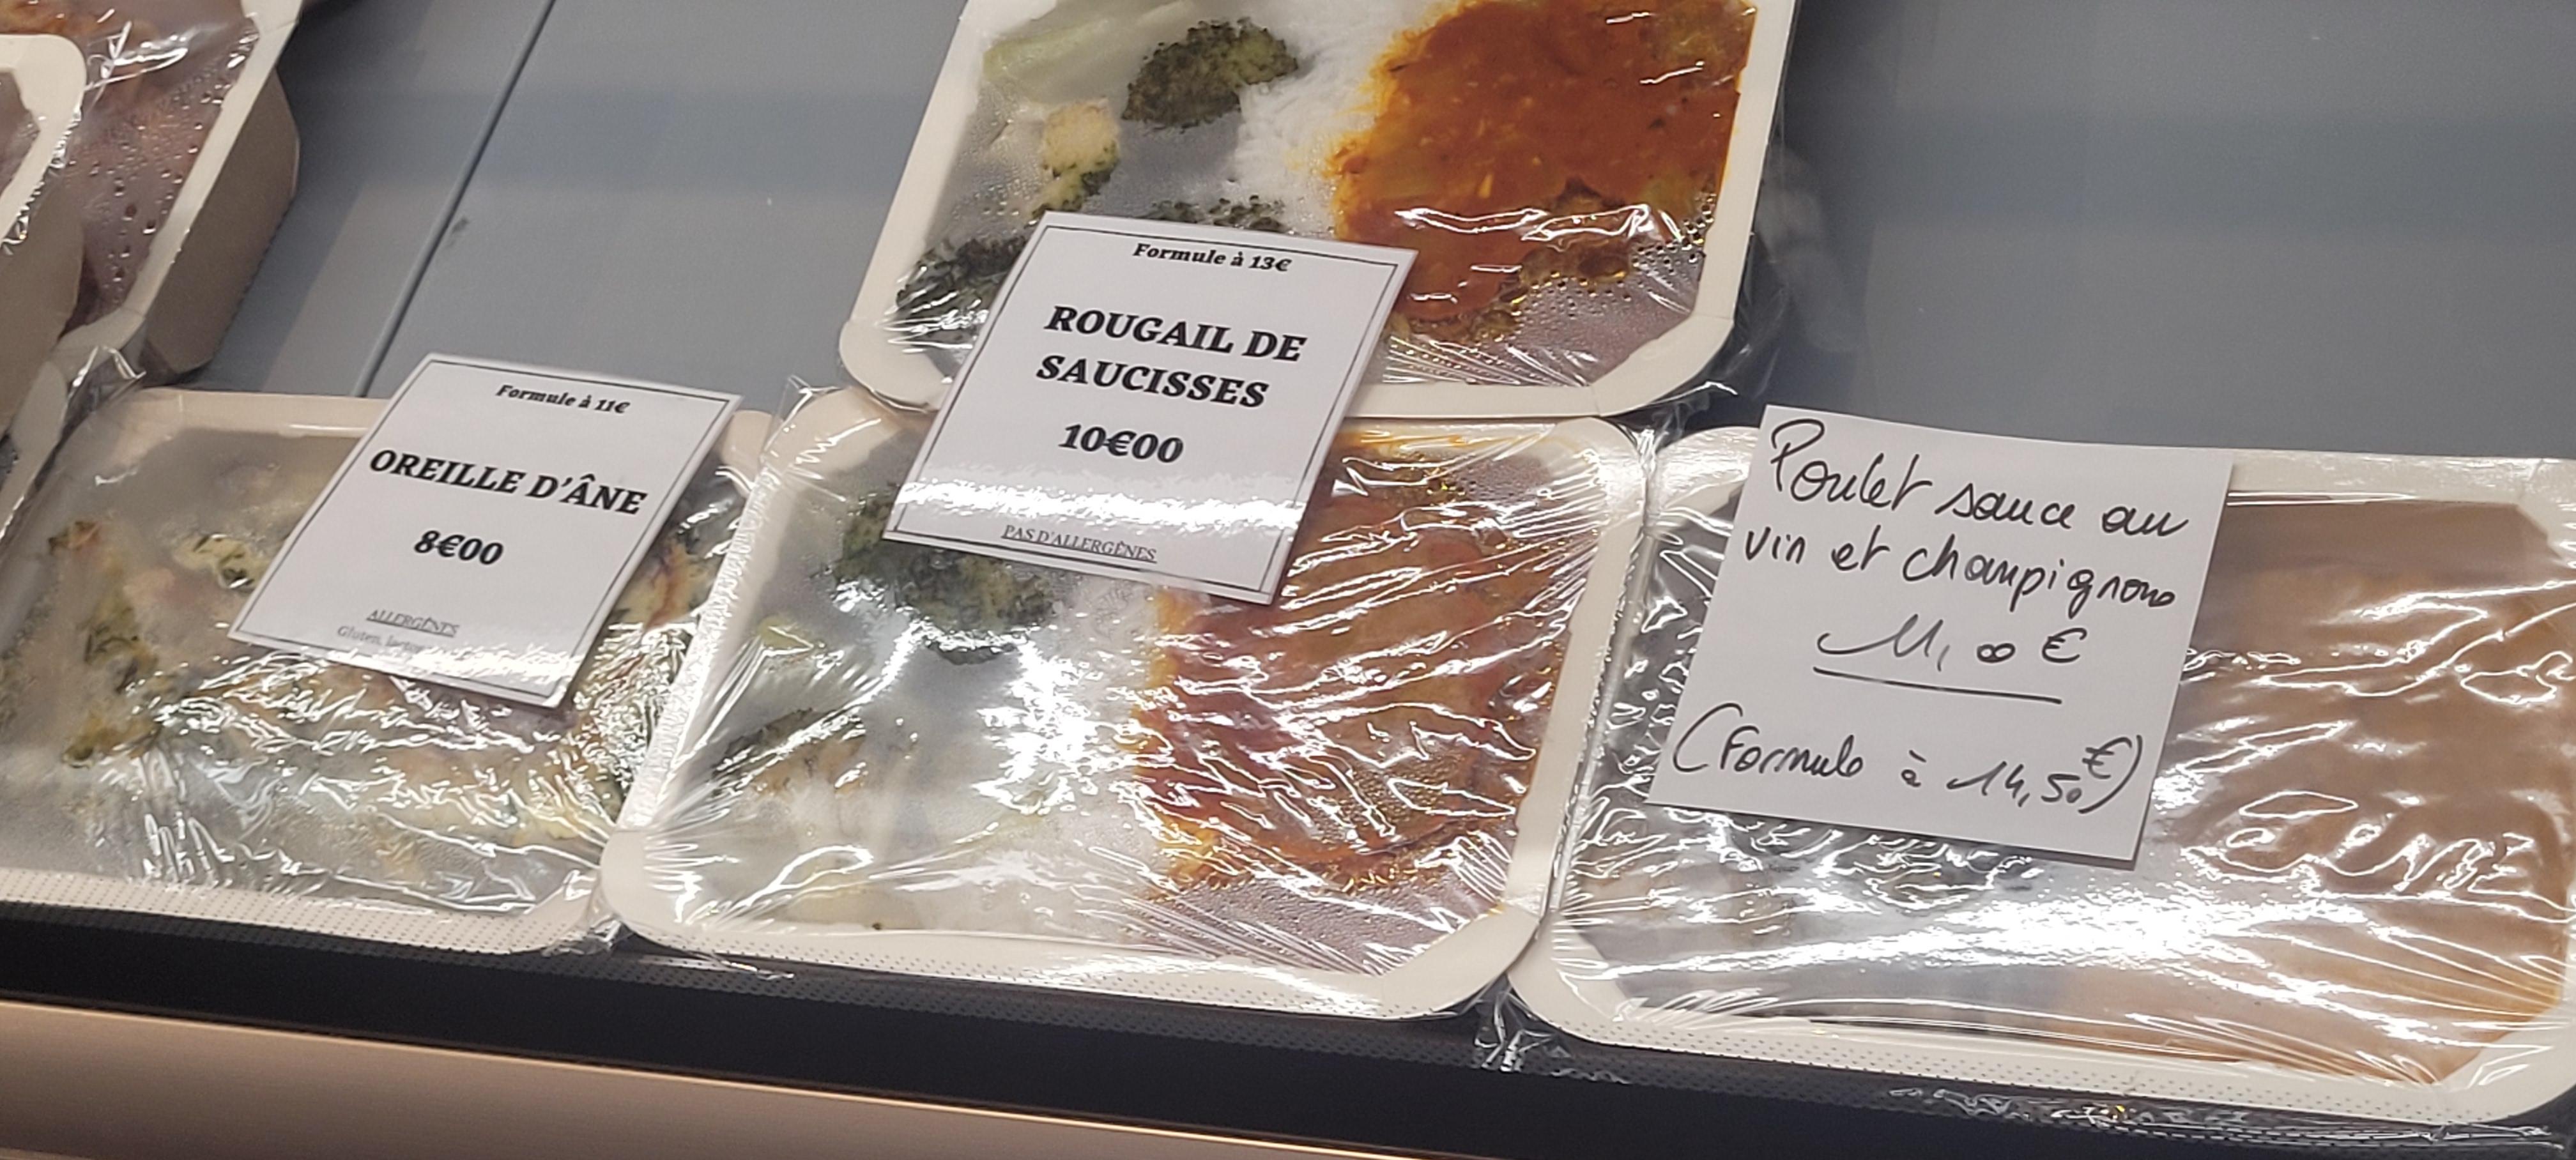 Formule à 11€
OREILLE D'ÂNE
8€00
ALLERGÈNES
Gluten,
Formule à 13€
ROUGAIL DE
SAUCISSES
10€00
PAS D'ALLERGÈNES
Poulet sauce au
vin et champignons
11,00 €
(Formule à 14,50€)